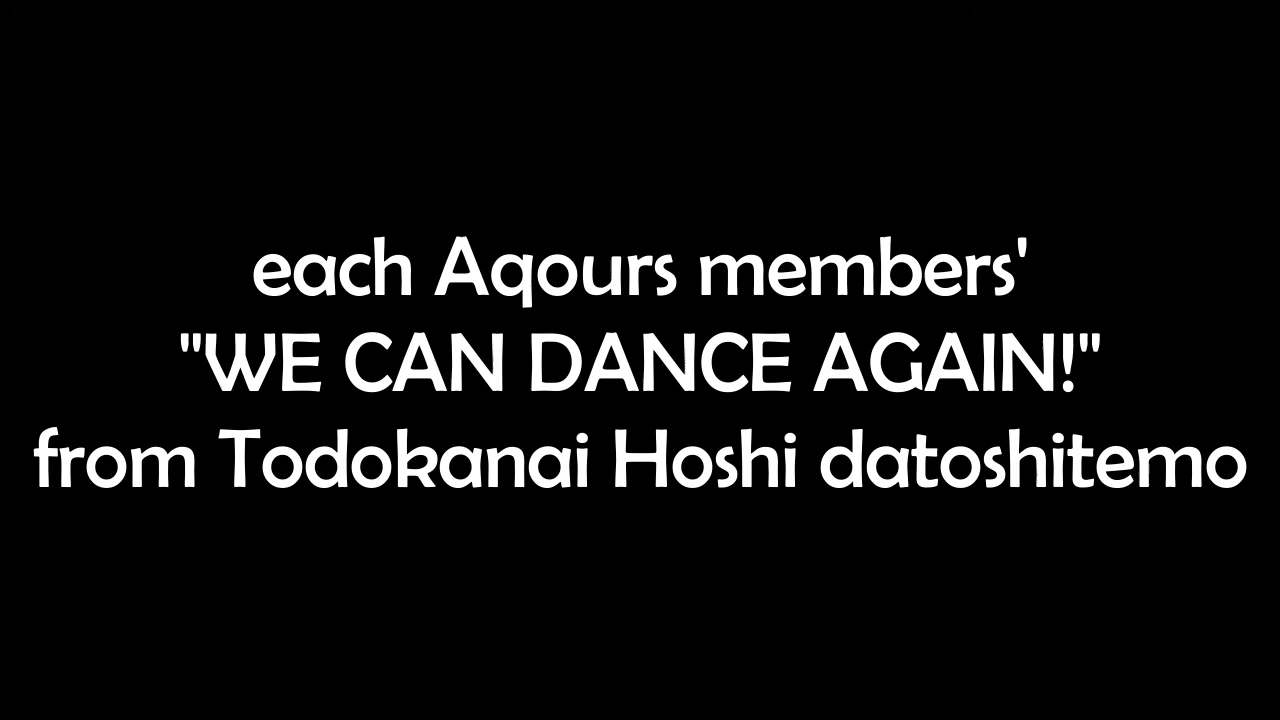 each Aqours members'
"WE CAN DANCE AGAIN!"
from Todokanai Hoshi datoshitemo